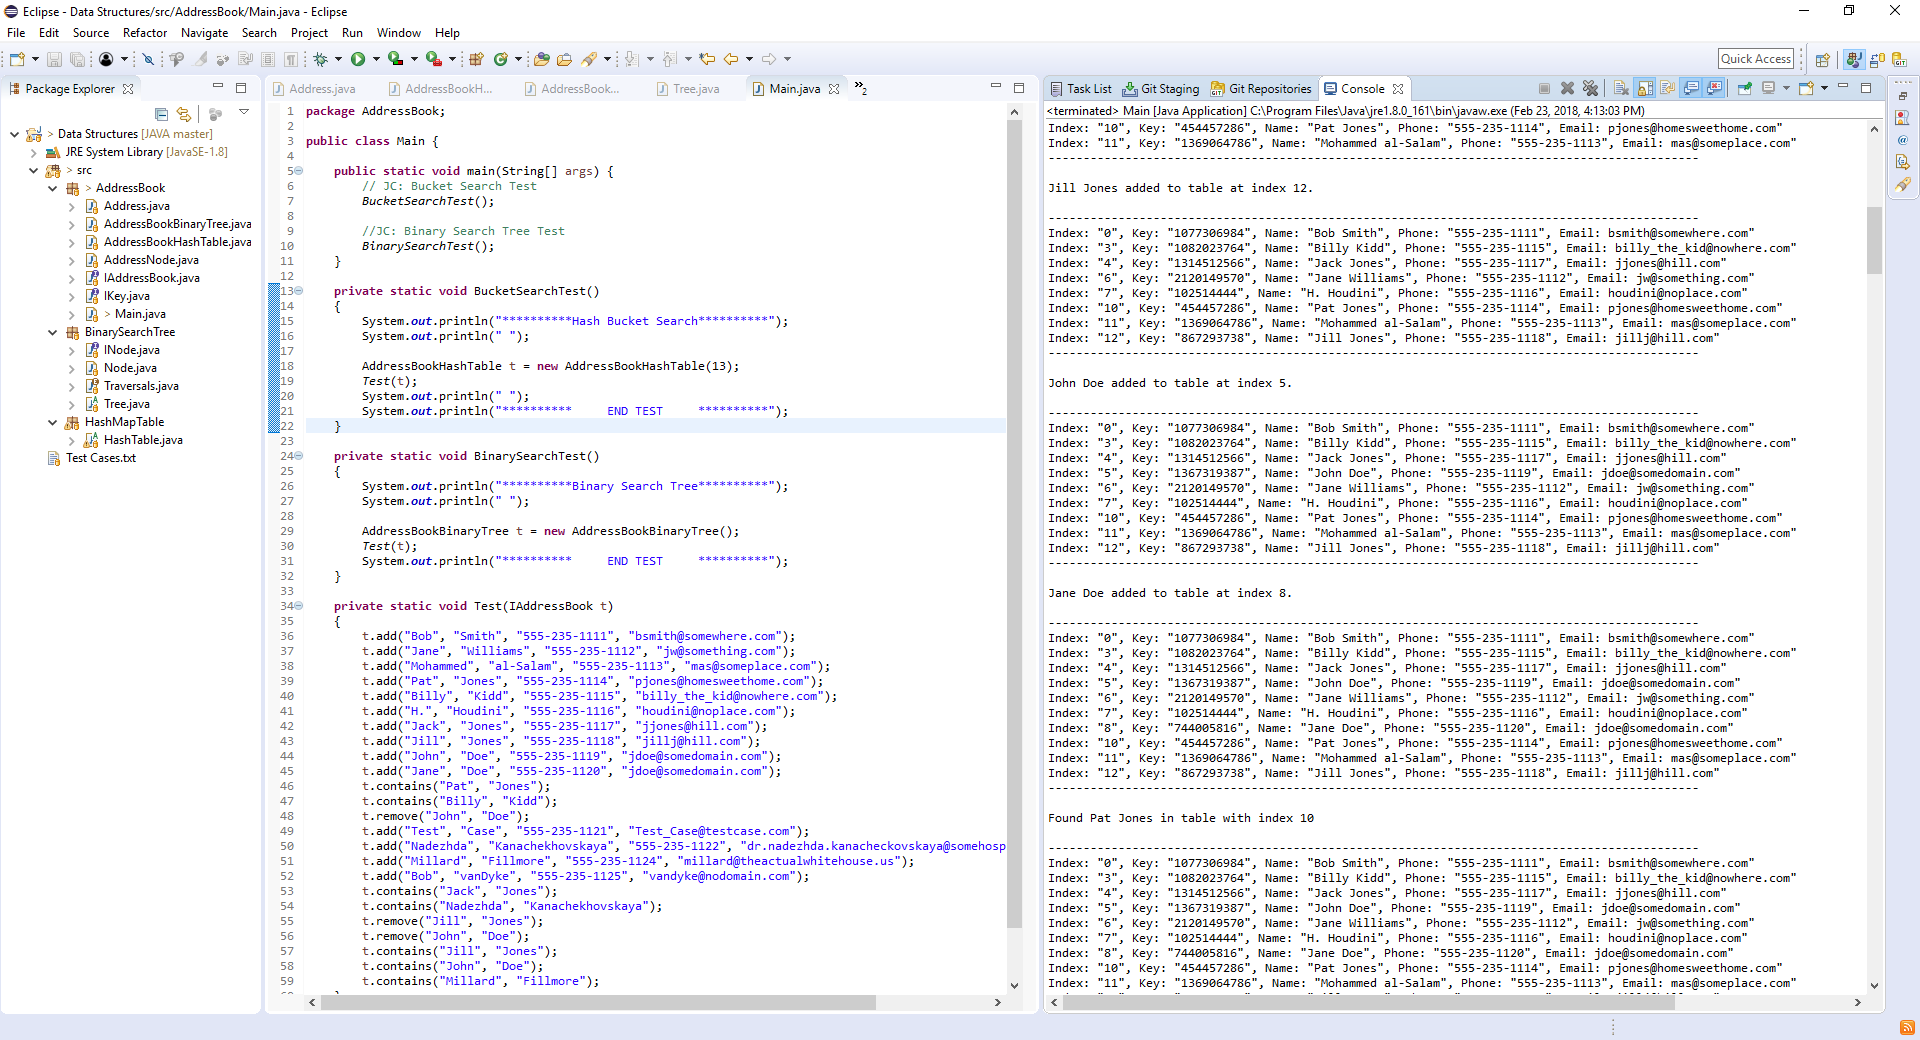 Eclipse - Data Structures/src/AddressBook/Main.java - Eclipse
File Edit Source Refactor Navigate Search Project Run Window Help
Quick Access
Package Explorer
Data Structures [JAVA master]
JRE System Library [JavaSE-1.8]
src
AddressBook
Address.java
AddressBookBinaryTree.java
AddressBookHashTable.java
AddressNode.java
IAddressBook.java
IKey.java
Main.java
BinarySearchTree
INode.java
Node.java
Traversals.java
Tree.java
HashMapTable
HashTable.java
Test Cases.txt
Address.java AddressBookH... AddressBook... Tree.java Main.java »2
1 package AddressBook;
2
3 public class Main {
4
5 public static void main(String[] args) {
6 // JC: Bucket Search Test
7 BucketSearchTest();
8
9 //JC: Binary Search Tree Test
10 BinarySearchTest();
11 }
12
13 private static void BucketSearchTest()
14 {
15 System.out.println("**********Hash Bucket Search**********");
16 System.out.println(" ");
17
18 AddressBookHashTable t = new AddressBookHashTable(13);
19 Test(t);
20 System.out.println(" ");
21 System.out.println("**********     END TEST     **********");
22 }
23
24 private static void BinarySearchTest()
25 {
26 System.out.println("**********Binary Search Tree**********");
27 System.out.println(" ");
28
29 AddressBookBinaryTree t = new AddressBookBinaryTree();
30 Test(t);
31 System.out.println("**********     END TEST     **********");
32 }
33
34 private static void Test(IAddressBook t)
35 {
36 t.add("Bob", "Smith", "555-235-1111", "bsmith@somewhere.com");
37 t.add("Jane", "Williams", "555-235-1112", "jw@something.com");
38 t.add("Mohammed", "al-Salam", "555-235-1113", "mas@someplace.com");
39 t.add("Pat", "Jones", "555-235-1114", "pjones@homesweethome.com");
40 t.add("Billy", "Kidd", "555-235-1115", "billy_the_kid@nowhere.com");
41 t.add("H.", "Houdini", "555-235-1116", "houdini@noplace.com");
42 t.add("Jack", "Jones", "555-235-1117", "jjones@hill.com");
43 t.add("Jill", "Jones", "555-235-1118", "jillj@hill.com");
44 t.add("John", "Doe", "555-235-1119", "jdoe@somedomain.com");
45 t.add("Jane", "Doe", "555-235-1120", "jdoe@somedomain.com");
46 t.contains("Pat", "Jones");
47 t.contains("Billy", "Kidd");
48 t.remove("John", "Doe");
49 t.add("Test", "Case", "555-235-1121", "Test_Case@testcase.com");
50 t.add("Nadezhda", "Kanachekhovskaya", "555-235-1122", "dr.nadezhda.kanacheckovskaya@somehosp
51 t.add("Millard", "Fillmore", "555-235-1124", "millard@theactualwhitehouse.us");
52 t.add("Bob", "vanDyke", "555-235-1125", "vandyke@nodomain.com");
53 t.contains("Jack", "Jones");
54 t.contains("Nadezhda", "Kanachekhovskaya");
55 t.remove("Jill", "Jones");
56 t.remove("John", "Doe");
57 t.contains("Jill", "Jones");
58 t.contains("John", "Doe");
59 t.contains("Millard", "Fillmore");
Task List Git Staging Git Repositories Console
<terminated> Main [Java Application] C:\Program Files\Java\jre1.8.0_161\bin\javaw.exe (Feb 23, 2018, 4:13:03 PM)
Index: "10", Key: "454457286", Name: "Pat Jones", Phone: "555-235-1114", Email: pjones@homesweethome.com"
Index: "11", Key: "1369064786", Name: "Mohammed al-Salam", Phone: "555-235-1113", Email: mas@someplace.com"
Jill Jones added to table at index 12.
Index: "0", Key: "1077306984", Name: "Bob Smith", Phone: "555-235-1111", Email: bsmith@somewhere.com"
Index: "3", Key: "1082023764", Name: "Billy Kidd", Phone: "555-235-1115", Email: billy_the_kid@nowhere.com"
Index: "4", Key: "1314512566", Name: "Jack Jones", Phone: "555-235-1117", Email: jjones@hill.com"
Index: "6", Key: "2120149570", Name: "Jane Williams", Phone: "555-235-1112", Email: jw@something.com"
Index: "7", Key: "102514444", Name: "H. Houdini", Phone: "555-235-1116", Email: houdini@noplace.com"
Index: "10", Key: "454457286", Name: "Pat Jones", Phone: "555-235-1114", Email: pjones@homesweethome.com"
Index: "11", Key: "1369064786", Name: "Mohammed al-Salam", Phone: "555-235-1113", Email: mas@someplace.com"
Index: "12", Key: "867293738", Name: "Jill Jones", Phone: "555-235-1118", Email: jillj@hill.com"
John Doe added to table at index 5.
Index: "0", Key: "1077306984", Name: "Bob Smith", Phone: "555-235-1111", Email: bsmith@somewhere.com"
Index: "3", Key: "1082023764", Name: "Billy Kidd", Phone: "555-235-1115", Email: billy_the_kid@nowhere.com"
Index: "4", Key: "1314512566", Name: "Jack Jones", Phone: "555-235-1117", Email: jjones@hill.com"
Index: "5", Key: "1367319387", Name: "John Doe", Phone: "555-235-1119", Email: jdoe@somedomain.com"
Index: "6", Key: "2120149570", Name: "Jane Williams", Phone: "555-235-1112", Email: jw@something.com"
Index: "7", Key: "102514444", Name: "H. Houdini", Phone: "555-235-1116", Email: houdini@noplace.com"
Index: "10", Key: "454457286", Name: "Pat Jones", Phone: "555-235-1114", Email: pjones@homesweethome.com"
Index: "11", Key: "1369064786", Name: "Mohammed al-Salam", Phone: "555-235-1113", Email: mas@someplace.com"
Index: "12", Key: "867293738", Name: "Jill Jones", Phone: "555-235-1118", Email: jillj@hill.com"
Jane Doe added to table at index 8.
Index: "0", Key: "1077306984", Name: "Bob Smith", Phone: "555-235-1111", Email: bsmith@somewhere.com"
Index: "3", Key: "1082023764", Name: "Billy Kidd", Phone: "555-235-1115", Email: billy_the_kid@nowhere.com"
Index: "4", Key: "1314512566", Name: "Jack Jones", Phone: "555-235-1117", Email: jjones@hill.com"
Index: "5", Key: "1367319387", Name: "John Doe", Phone: "555-235-1119", Email: jdoe@somedomain.com"
Index: "6", Key: "2120149570", Name: "Jane Williams", Phone: "555-235-1112", Email: jw@something.com"
Index: "7", Key: "102514444", Name: "H. Houdini", Phone: "555-235-1116", Email: houdini@noplace.com"
Index: "8", Key: "744005816", Name: "Jane Doe", Phone: "555-235-1120", Email: jdoe@somedomain.com"
Index: "10", Key: "454457286", Name: "Pat Jones", Phone: "555-235-1114", Email: pjones@homesweethome.com"
Index: "11", Key: "1369064786", Name: "Mohammed al-Salam", Phone: "555-235-1113", Email: mas@someplace.com"
Index: "12", Key: "867293738", Name: "Jill Jones", Phone: "555-235-1118", Email: jillj@hill.com"
Found Pat Jones in table with index 10
Index: "0", Key: "1077306984", Name: "Bob Smith", Phone: "555-235-1111", Email: bsmith@somewhere.com"
Index: "3", Key: "1082023764", Name: "Billy Kidd", Phone: "555-235-1115", Email: billy_the_kid@nowhere.com"
Index: "4", Key: "1314512566", Name: "Jack Jones", Phone: "555-235-1117", Email: jjones@hill.com"
Index: "5", Key: "1367319387", Name: "John Doe", Phone: "555-235-1119", Email: jdoe@somedomain.com"
Index: "6", Key: "2120149570", Name: "Jane Williams", Phone: "555-235-1112", Email: jw@something.com"
Index: "7", Key: "102514444", Name: "H. Houdini", Phone: "555-235-1116", Email: houdini@noplace.com"
Index: "8", Key: "744005816", Name: "Jane Doe", Phone: "555-235-1120", Email: jdoe@somedomain.com"
Index: "10", Key: "454457286", Name: "Pat Jones", Phone: "555-235-1114", Email: pjones@homesweethome.com"
Index: "11", Key: "1369064786", Name: "Mohammed al-Salam", Phone: "555-235-1113", Email: mas@someplace.com"